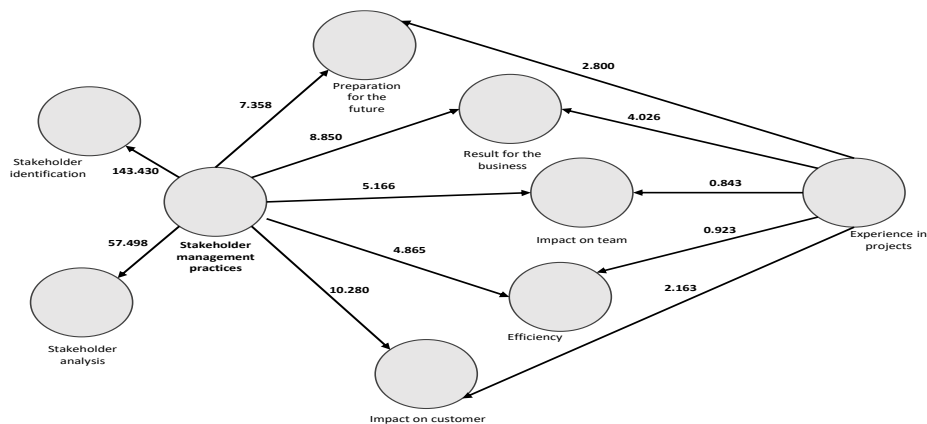 2.800
Preparation
for the
future
7.358
4.026
8.850
Result for the
business
Stakeholder
identification
143.430
5.166
0.843
Impact on team
Stakeholder
management
practices
Experience in
projects
57.498
4.865
0.923
10.280
2.163
Efficiency
Stakeholder
analysis
Impact on customer